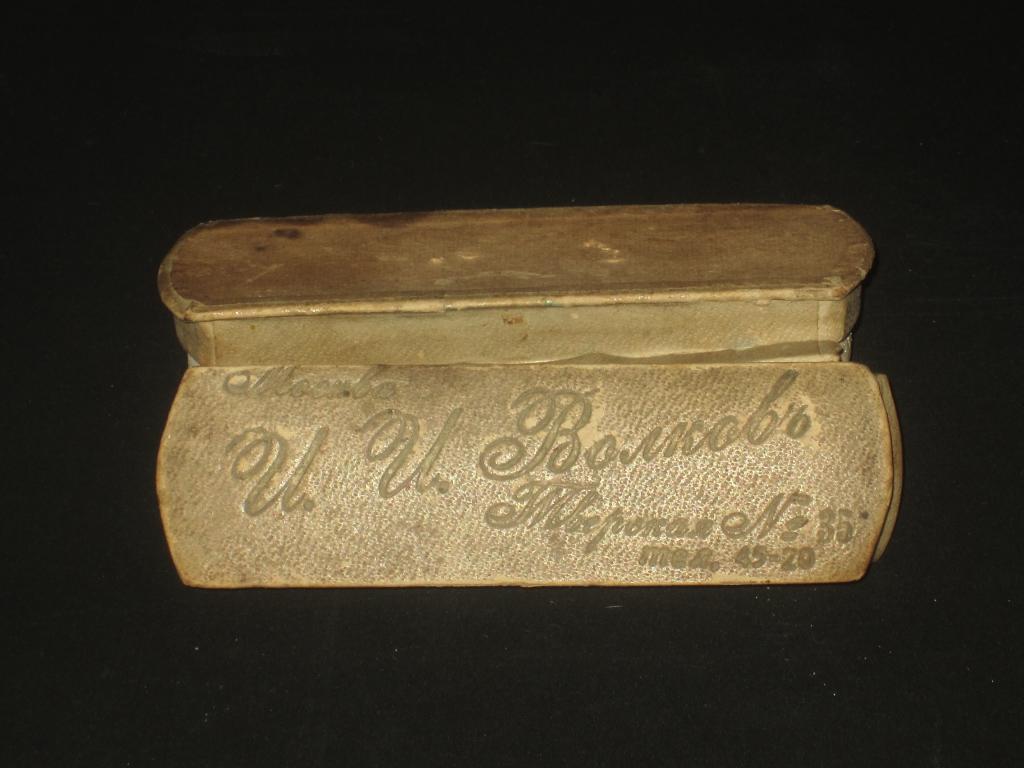 Москва
И. И. Волковъ
Тверская № 35
тел. 45-20